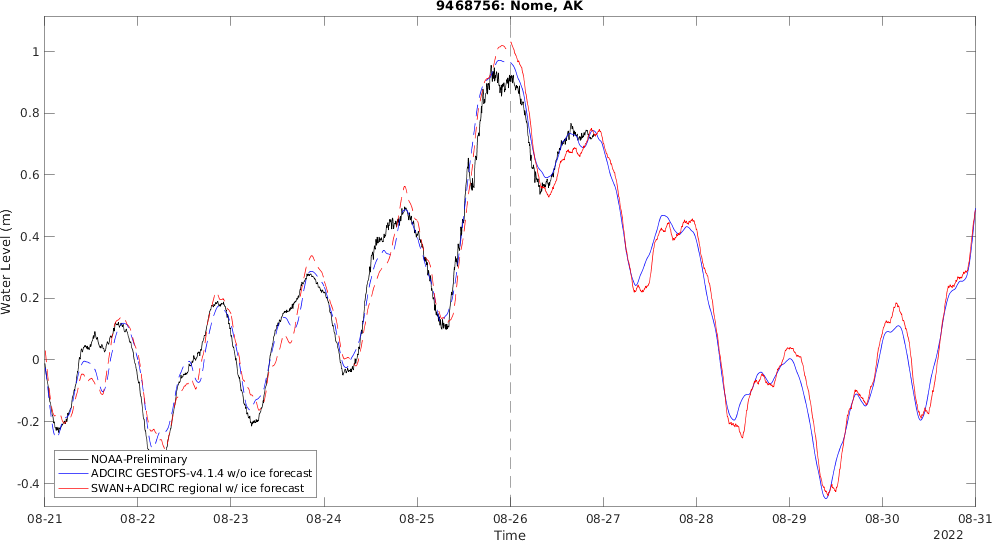 9468756: Nome, AK
Water Level (m)
1
0.8
0.6
0.4
0.2
0
-0.2
-0.4
NOAA-Preliminary
ADCIRC GESTOFS-v4.1.4 w/o ice forecast
SWAN+ADCIRC regional w/ ice forecast
08-21 08-22 08-23 08-24 08-25 08-26 08-27 08-28 08-29 08-30 08-31
Time
2022